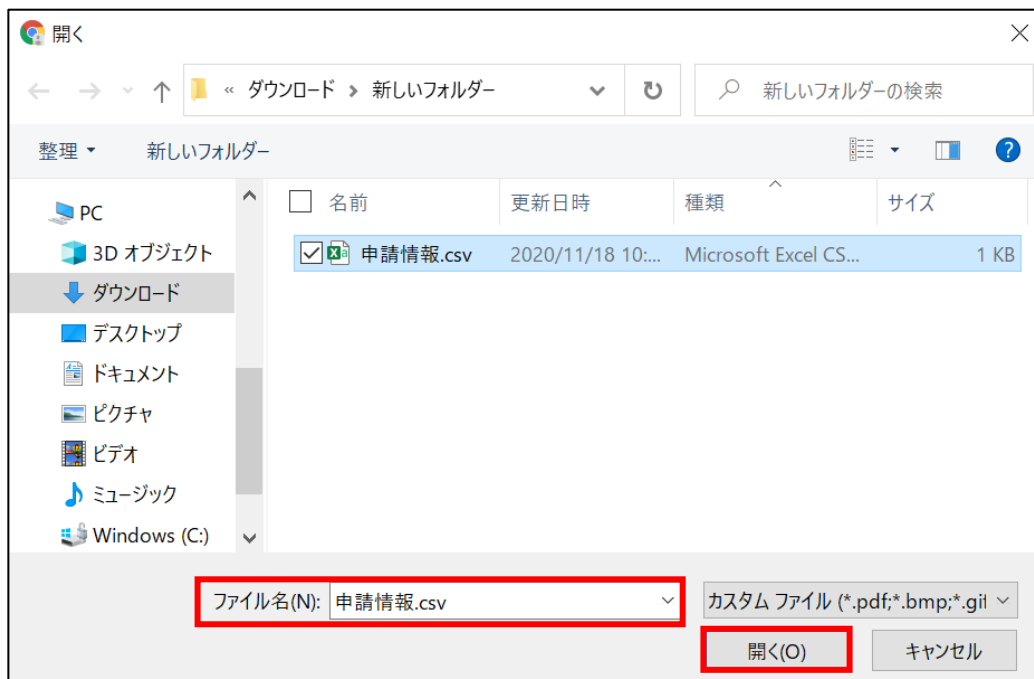 開く
« ダウンロード › 新しいフォルダー
新しいフォルダーの検索
整理
新しいフォルダー
名前 更新日時 種類 サイズ
申請情報.csv 2020/11/18 10:... Microsoft Excel CS... 1 KB
PC
3D オブジェクト
ダウンロード
デスクトップ
ドキュメント
ピクチャ
ビデオ
ミュージック
Windows (C:)
ファイル名(N): 申請情報.csv
カスタム ファイル (*.pdf;*.bmp;*.gif
開く(O)
キャンセル